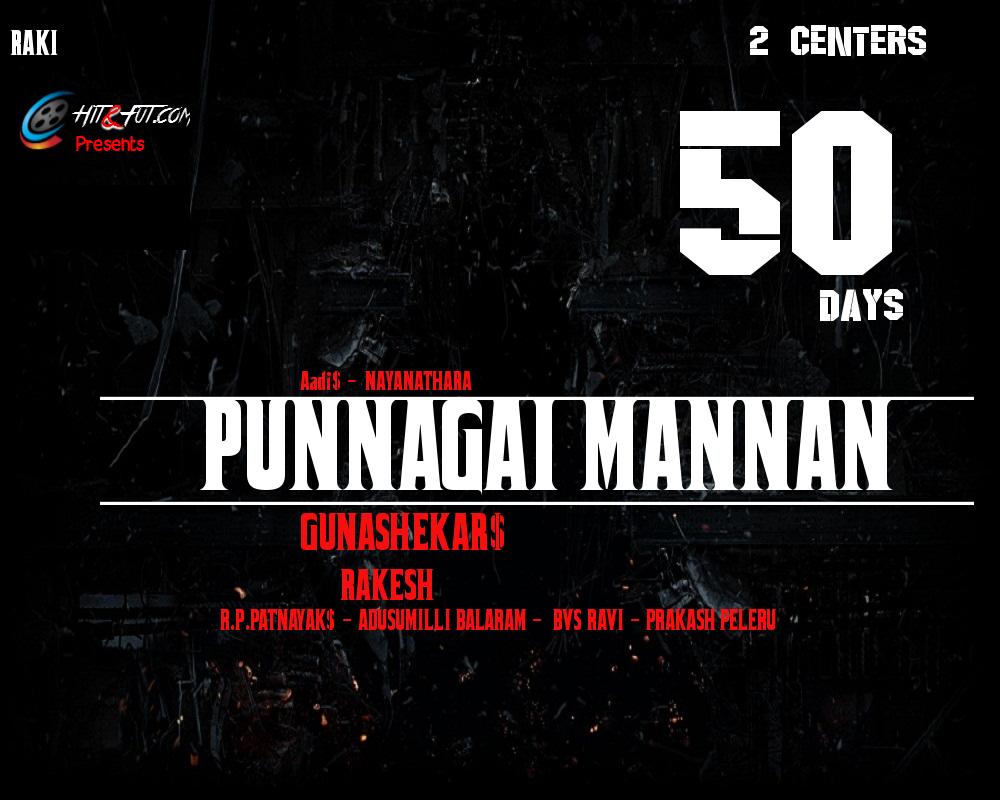 RAKI
2 CENTERS
HIT&FUT.COM
Presents
50
DAYS
Aadi$ - NAYANATHARA
PUNNAGAI MANNAN
GUNASHEKAR$
RAKESH
R.P.PATNAYAK$ - ADUSUMILLI BALARAM - BVS RAVI - PRAKASH PELERU